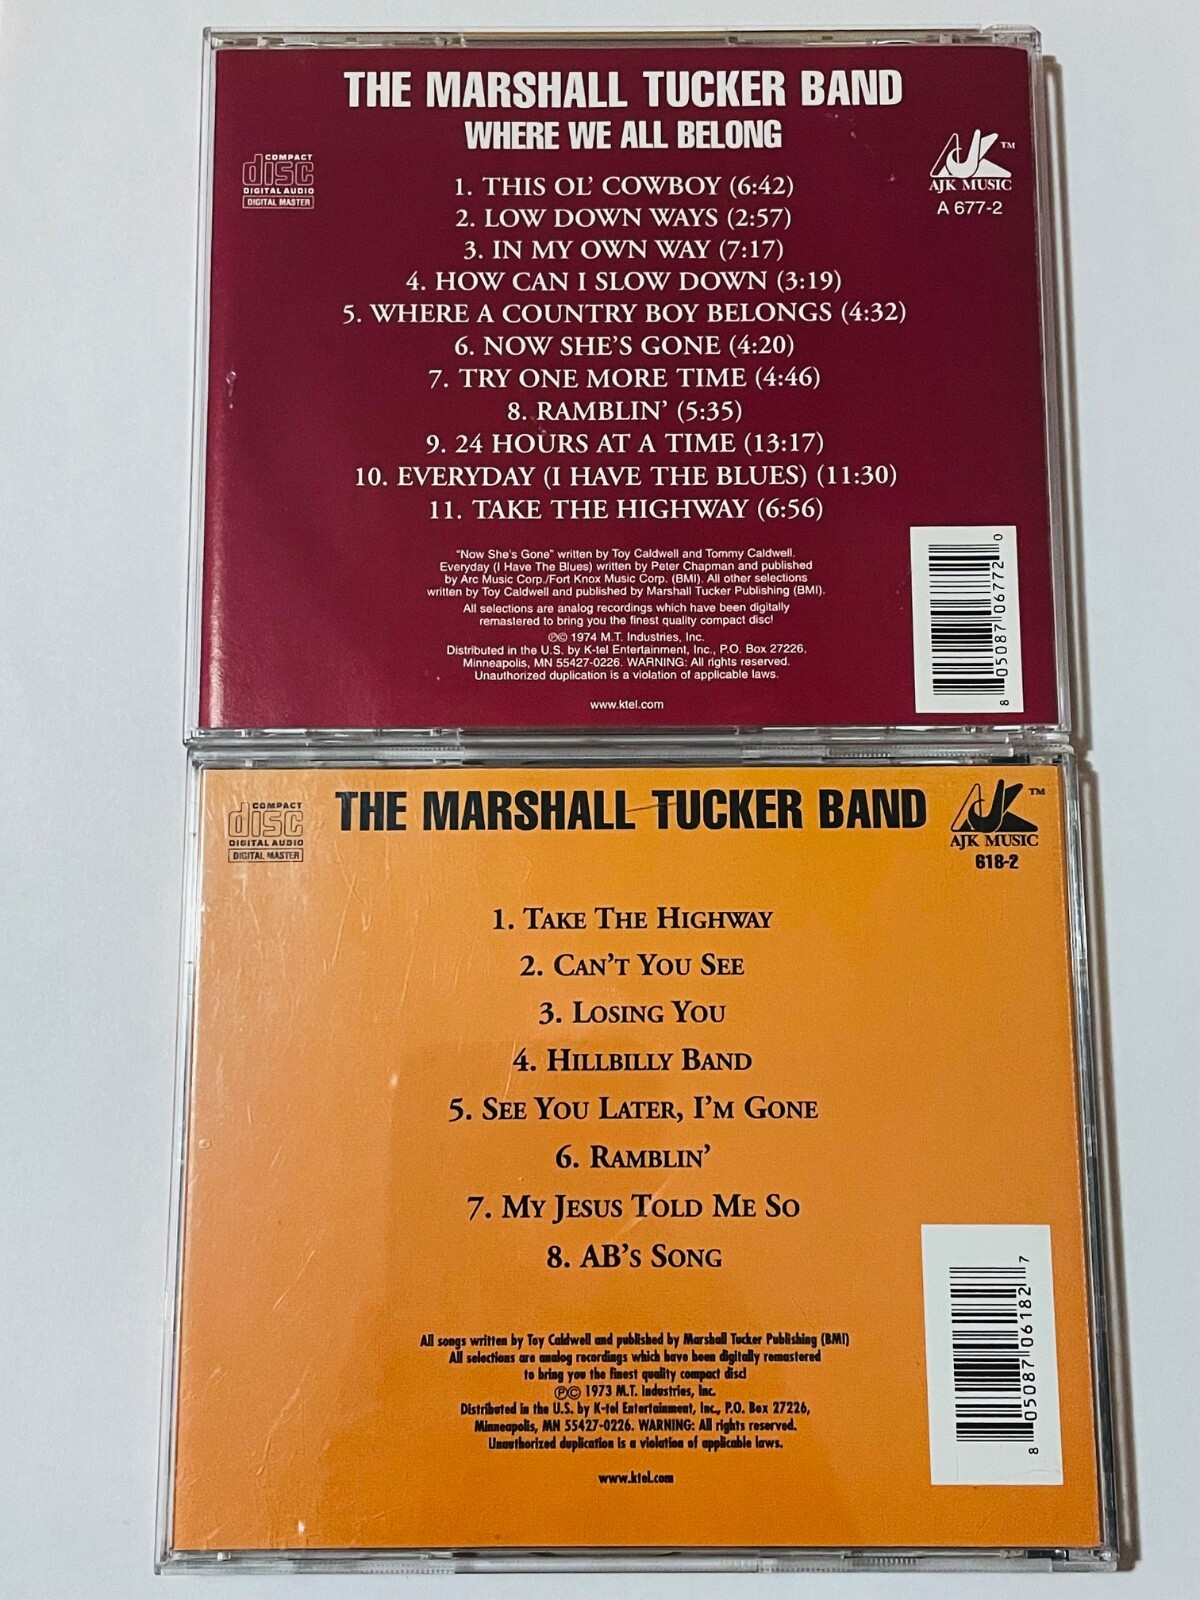 THE MARSHALL TUCKER BAND
WHERE WE ALL BELONG
COMPACT
disc
DIGITAL AUDIO
DIGITAL MASTER
AJK™
AJK MUSIC
A 677-2
1. THIS OL' COWBOY (6:42)
2. LOW DOWN WAYS (2:57)
3. IN MY OWN WAY (7:17)
4. HOW CAN I SLOW DOWN (3:19)
5. WHERE A COUNTRY BOY BELONGS (4:32)
6. NOW SHE'S GONE (4:20)
7. TRY ONE MORE TIME (4:46)
8. RAMBLIN' (5:35)
9. 24 HOURS AT A TIME (13:17)
10. EVERYDAY (I HAVE THE BLUES) (11:30)
11. TAKE THE HIGHWAY (6:56)
"Now She's Gone" written by Toy Caldwell and Tommy Caldwell.
Everyday (I Have The Blues) written by Peter Chapman and published
by Arc Music Corp./Fort Knox Music Corp. (BMI). All other selections
written by Toy Caldwell and published by Marshall Tucker Publishing (BMI).
All selections are analog recordings which have been digitally
remastered to bring you the finest quality compact disc!
℗© 1974 M.T. Industries, Inc.
Distributed in the U.S. by K-tel Entertainment, Inc., P.O. Box 27226,
Minneapolis, MN 55427-0226. WARNING: All rights reserved.
Unauthorized duplication is a violation of applicable laws.
www.ktel.com
8 05087 06772 0
COMPACT
disc
DIGITAL AUDIO
DIGITAL MASTER
THE MARSHALL TUCKER BAND
AJK™
AJK MUSIC
618-2
1. TAKE THE HIGHWAY
2. CAN'T YOU SEE
3. LOSING YOU
4. HILLBILLY BAND
5. SEE YOU LATER, I'M GONE
6. RAMBLIN'
7. MY JESUS TOLD ME SO
8. AB'S SONG
All songs written by Toy Caldwell and published by Marshall Tucker Publishing (BMI)
All selections are analog recordings which have been digitally remastered
to bring you the finest quality compact disc!
℗© 1973 M.T. Industries, Inc.
Distributed in the U.S. by K-tel Entertainment, Inc., P.O. Box 27226,
Minneapolis, MN 55427-0226. WARNING: All rights reserved.
Unauthorized duplication is a violation of applicable laws.
www.ktel.com
8 05087 06182 7